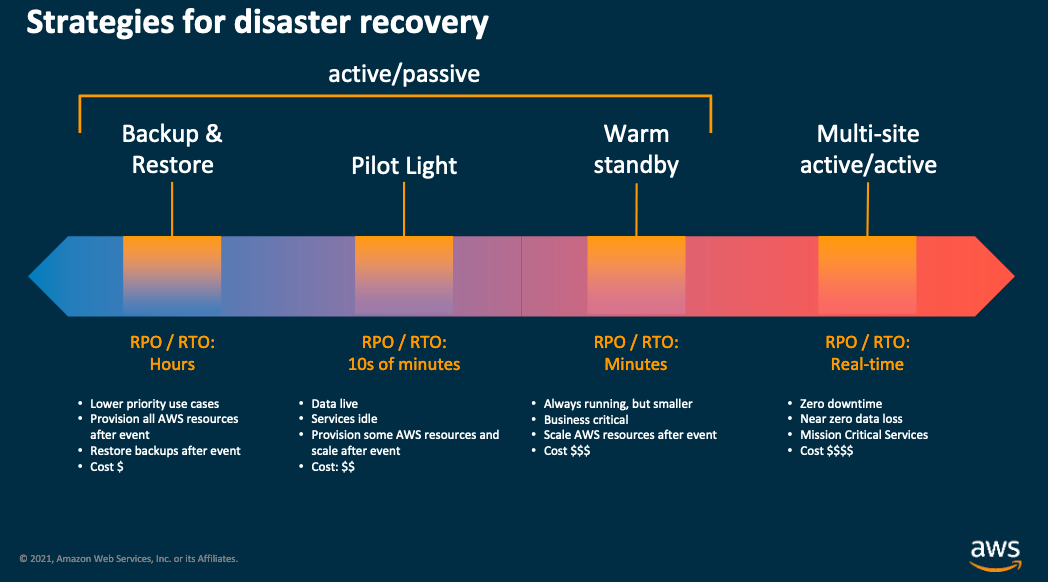 Strategies for disaster recovery
active/passive
Backup &
Restore
Pilot Light
Warm
standby
Multi-site
active/active
RPO / RTO:
Hours
RPO / RTO:
10s of minutes
RPO / RTO:
Minutes
RPO / RTO:
Real-time
• Lower priority use cases
• Provision all AWS resources
after event
• Restore backups after event
• Cost $
• Data live
• Services idle
• Provision some AWS resources and
scale after event
• Cost: $$
• Always running, but smaller
• Business critical
• Scale AWS resources after event
• Cost $$$
• Zero downtime
• Near zero data loss
• Mission Critical Services
• Cost $$$$
© 2021, Amazon Web Services, Inc. or its Affiliates.
aws